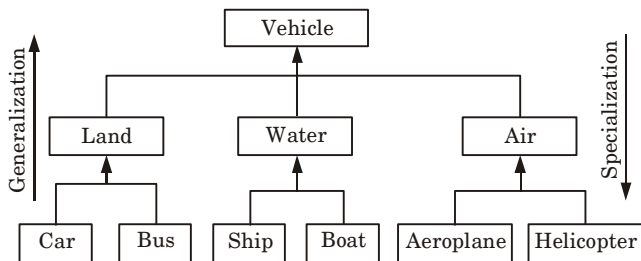 Vehicle
Generalization
Specialization
Land
Water
Air
Car
Bus
Ship
Boat
Aeroplane
Helicopter